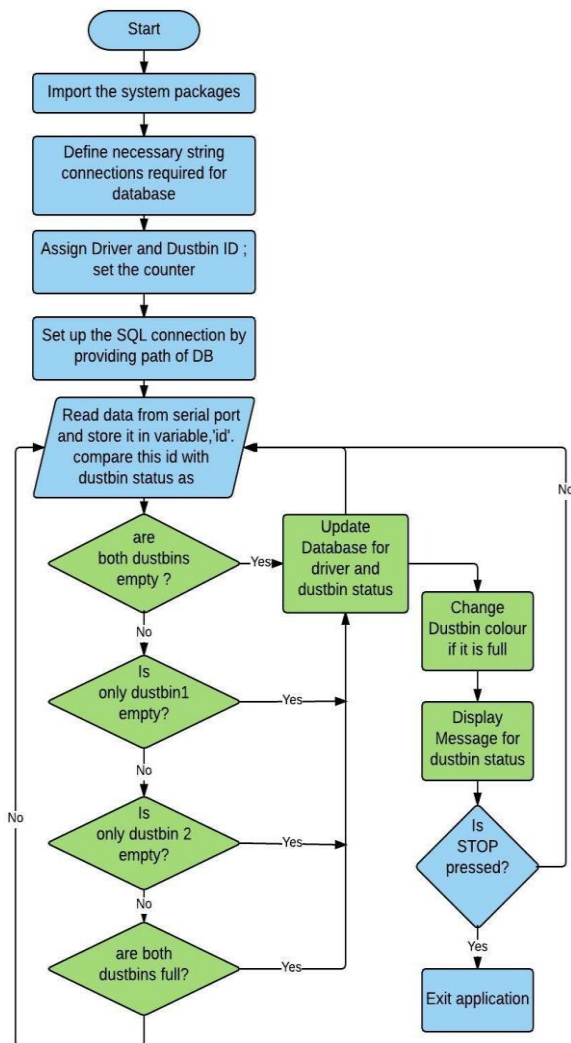 Start
Import the system packages
Define necessary string
connections required for
database
Assign Driver and Dustbin ID ;
set the counter
Set up the SQL connection by
providing path of DB
Read data from serial port
and store it in variable,'id'.
compare this id with
dustbin status as
are
both dustbins
empty ?
Yes
No
Is
only dustbin1
empty?
Yes
No
Is
only dustbin 2
empty?
Yes
No
are both
dustbins full?
Yes
No
Update
Database for
driver and
dustbin status
Change
Dustbin colour
if it is full
Display
Message for
dustbin status
Is
STOP
pressed?
No
Yes
Exit application